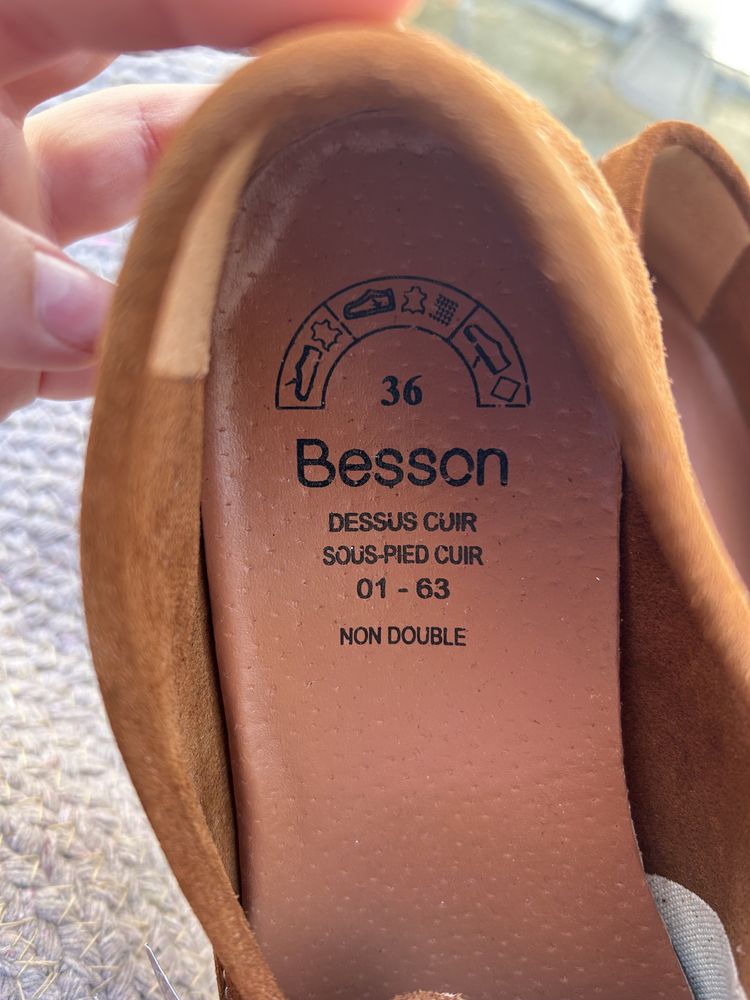 36
Besson
DESSUS CUIR
SOUS-PIED CUIR
01 - 63
NON DOUBLE